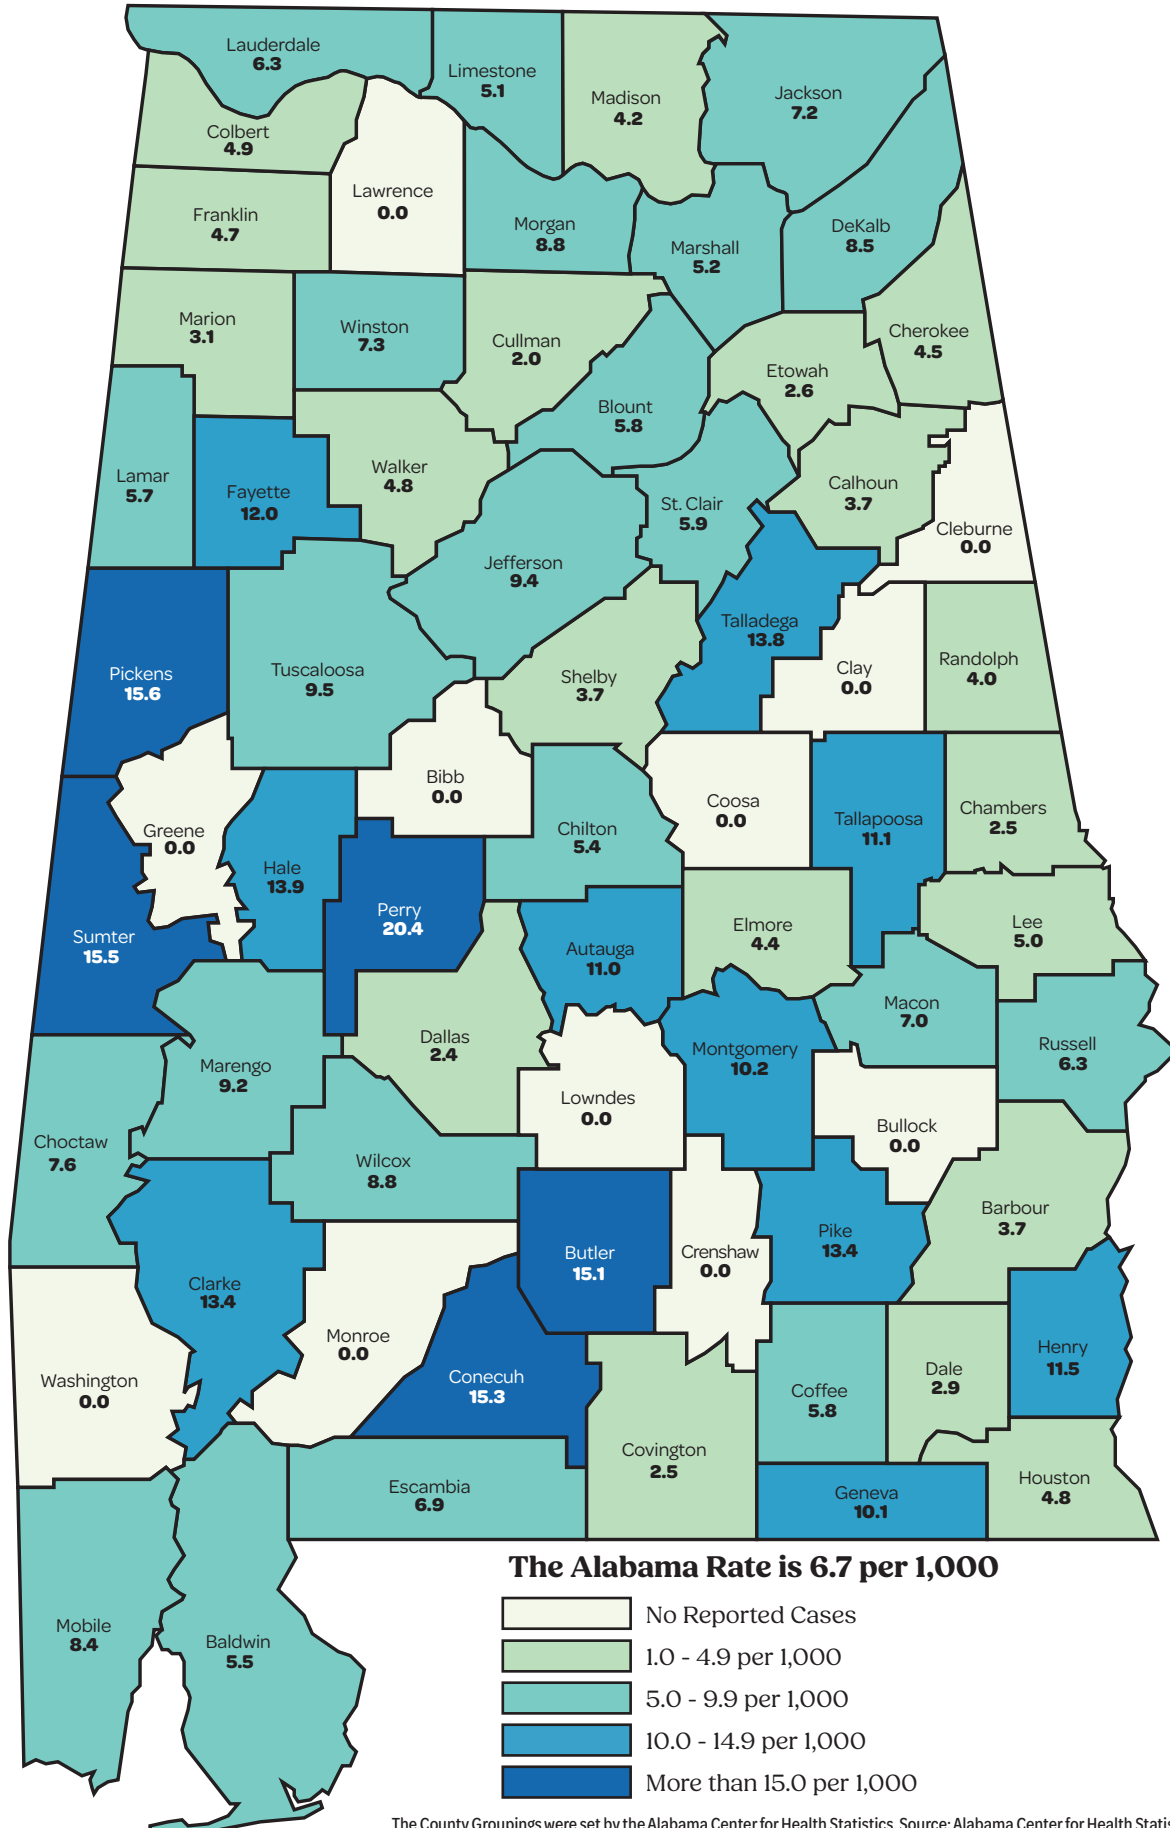 Lauderdale
6.3
Limestone
5.1
Madison
4.2
Jackson
7.2
Colbert
4.9
Lawrence
0.0
Franklin
4.7
Morgan
8.8
Marshall
5.2
DeKalb
8.5
Marion
3.1
Winston
7.3
Cullman
2.0
Cherokee
4.5
Etowah
2.6
Blount
5.8
Lamar
5.7
Fayette
12.0
Walker
4.8
St. Clair
5.9
Calhoun
3.7
Cleburne
0.0
Jefferson
9.4
Talladega
13.8
Pickens
15.6
Tuscaloosa
9.5
Shelby
3.7
Clay
0.0
Randolph
4.0
Bibb
0.0
Greene
0.0
Hale
13.9
Chilton
5.4
Coosa
0.0
Tallapoosa
11.1
Chambers
2.5
Sumter
15.5
Perry
20.4
Autauga
11.0
Elmore
4.4
Lee
5.0
Macon
7.0
Dallas
2.4
Marengo
9.2
Montgomery
10.2
Russell
6.3
Lowndes
0.0
Bullock
0.0
Choctaw
7.6
Wilcox
8.8
Barbour
3.7
Butler
15.1
Crenshaw
0.0
Pike
13.4
Clarke
13.4
Monroe
0.0
Washington
0.0
Conecuh
15.3
Henry
11.5
Dale
2.9
Coffee
5.8
Covington
2.5
Escambia
6.9
Geneva
10.1
Houston
4.8
Mobile
8.4
Baldwin
5.5
The Alabama Rate is 6.7 per 1,000
No Reported Cases
1.0 - 4.9 per 1,000
5.0 - 9.9 per 1,000
10.0 - 14.9 per 1,000
More than 15.0 per 1,000
The County Groupings were set by the Alabama Center for Health Statistics. Source: Alabama Center for Health